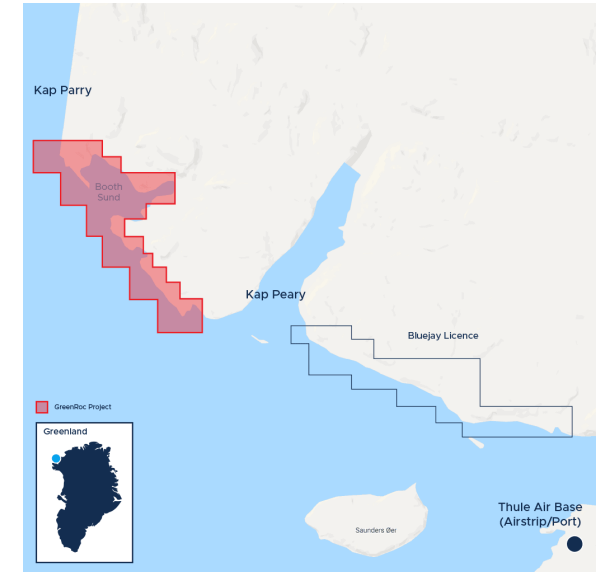 Kap Parry
Booth
Sund
Kap Peary
Bluejay Licence
GreenRoc Project
Greenland
Saunders Øer
Thule Air Base
(Airstrip/Port)